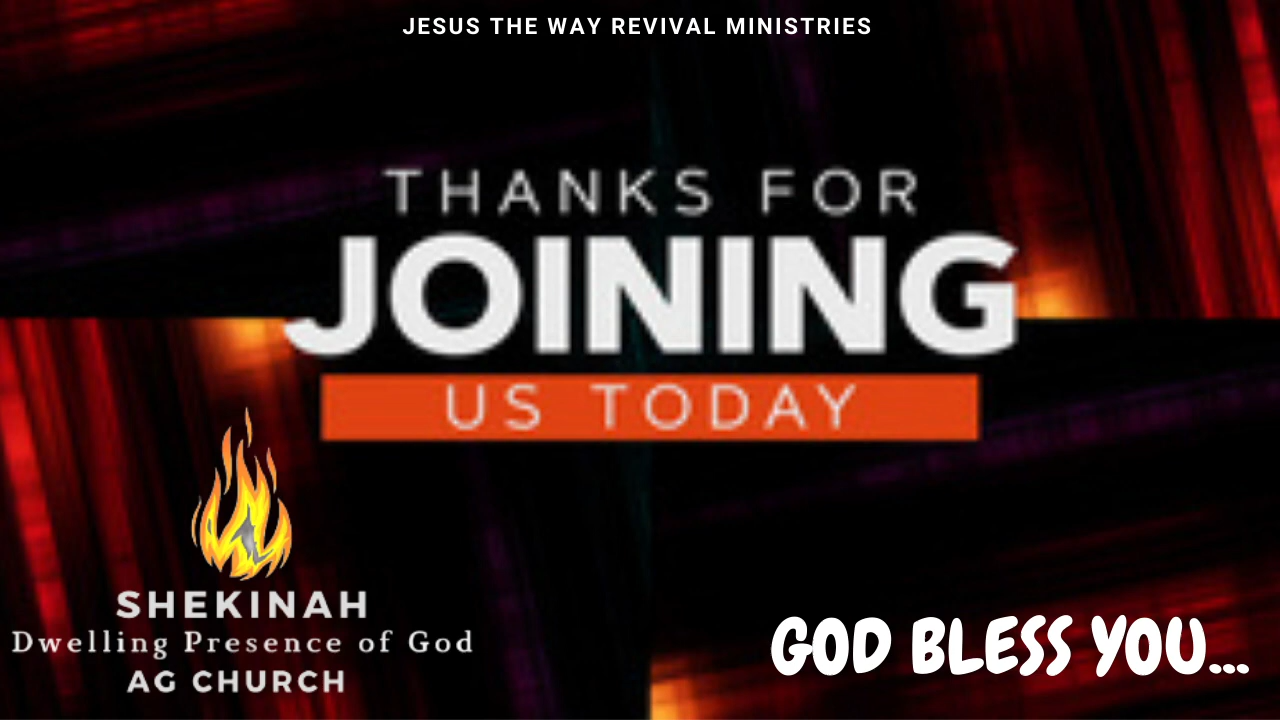 JESUS THE WAY REVIVAL MINISTRIES
THANKS FOR
JOINING
US TODAY
SHEKINAH
Dwelling Presence of God
AG CHURCH
GOD BLESS YOU...